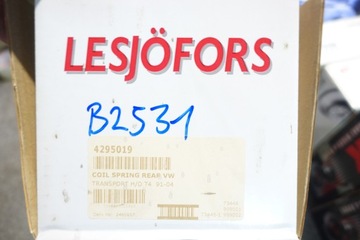 LESJÖFORS
B2531
4295019
COIL SPRING REAR VW
TRANSPORT H/D T4 91-04